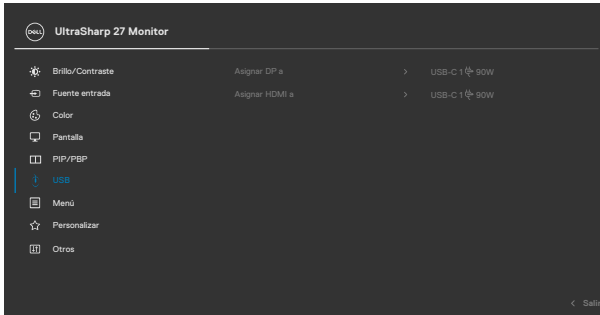 DELL UltraSharp 27 Monitor
Brillo/Contraste Asignar DP a > USB-C 1 90W
Fuente entrada Asignar HDMI a > USB-C 1 90W
Color
Pantalla
PIP/PBP
USB
Menú
Personalizar
Otros
< Salir